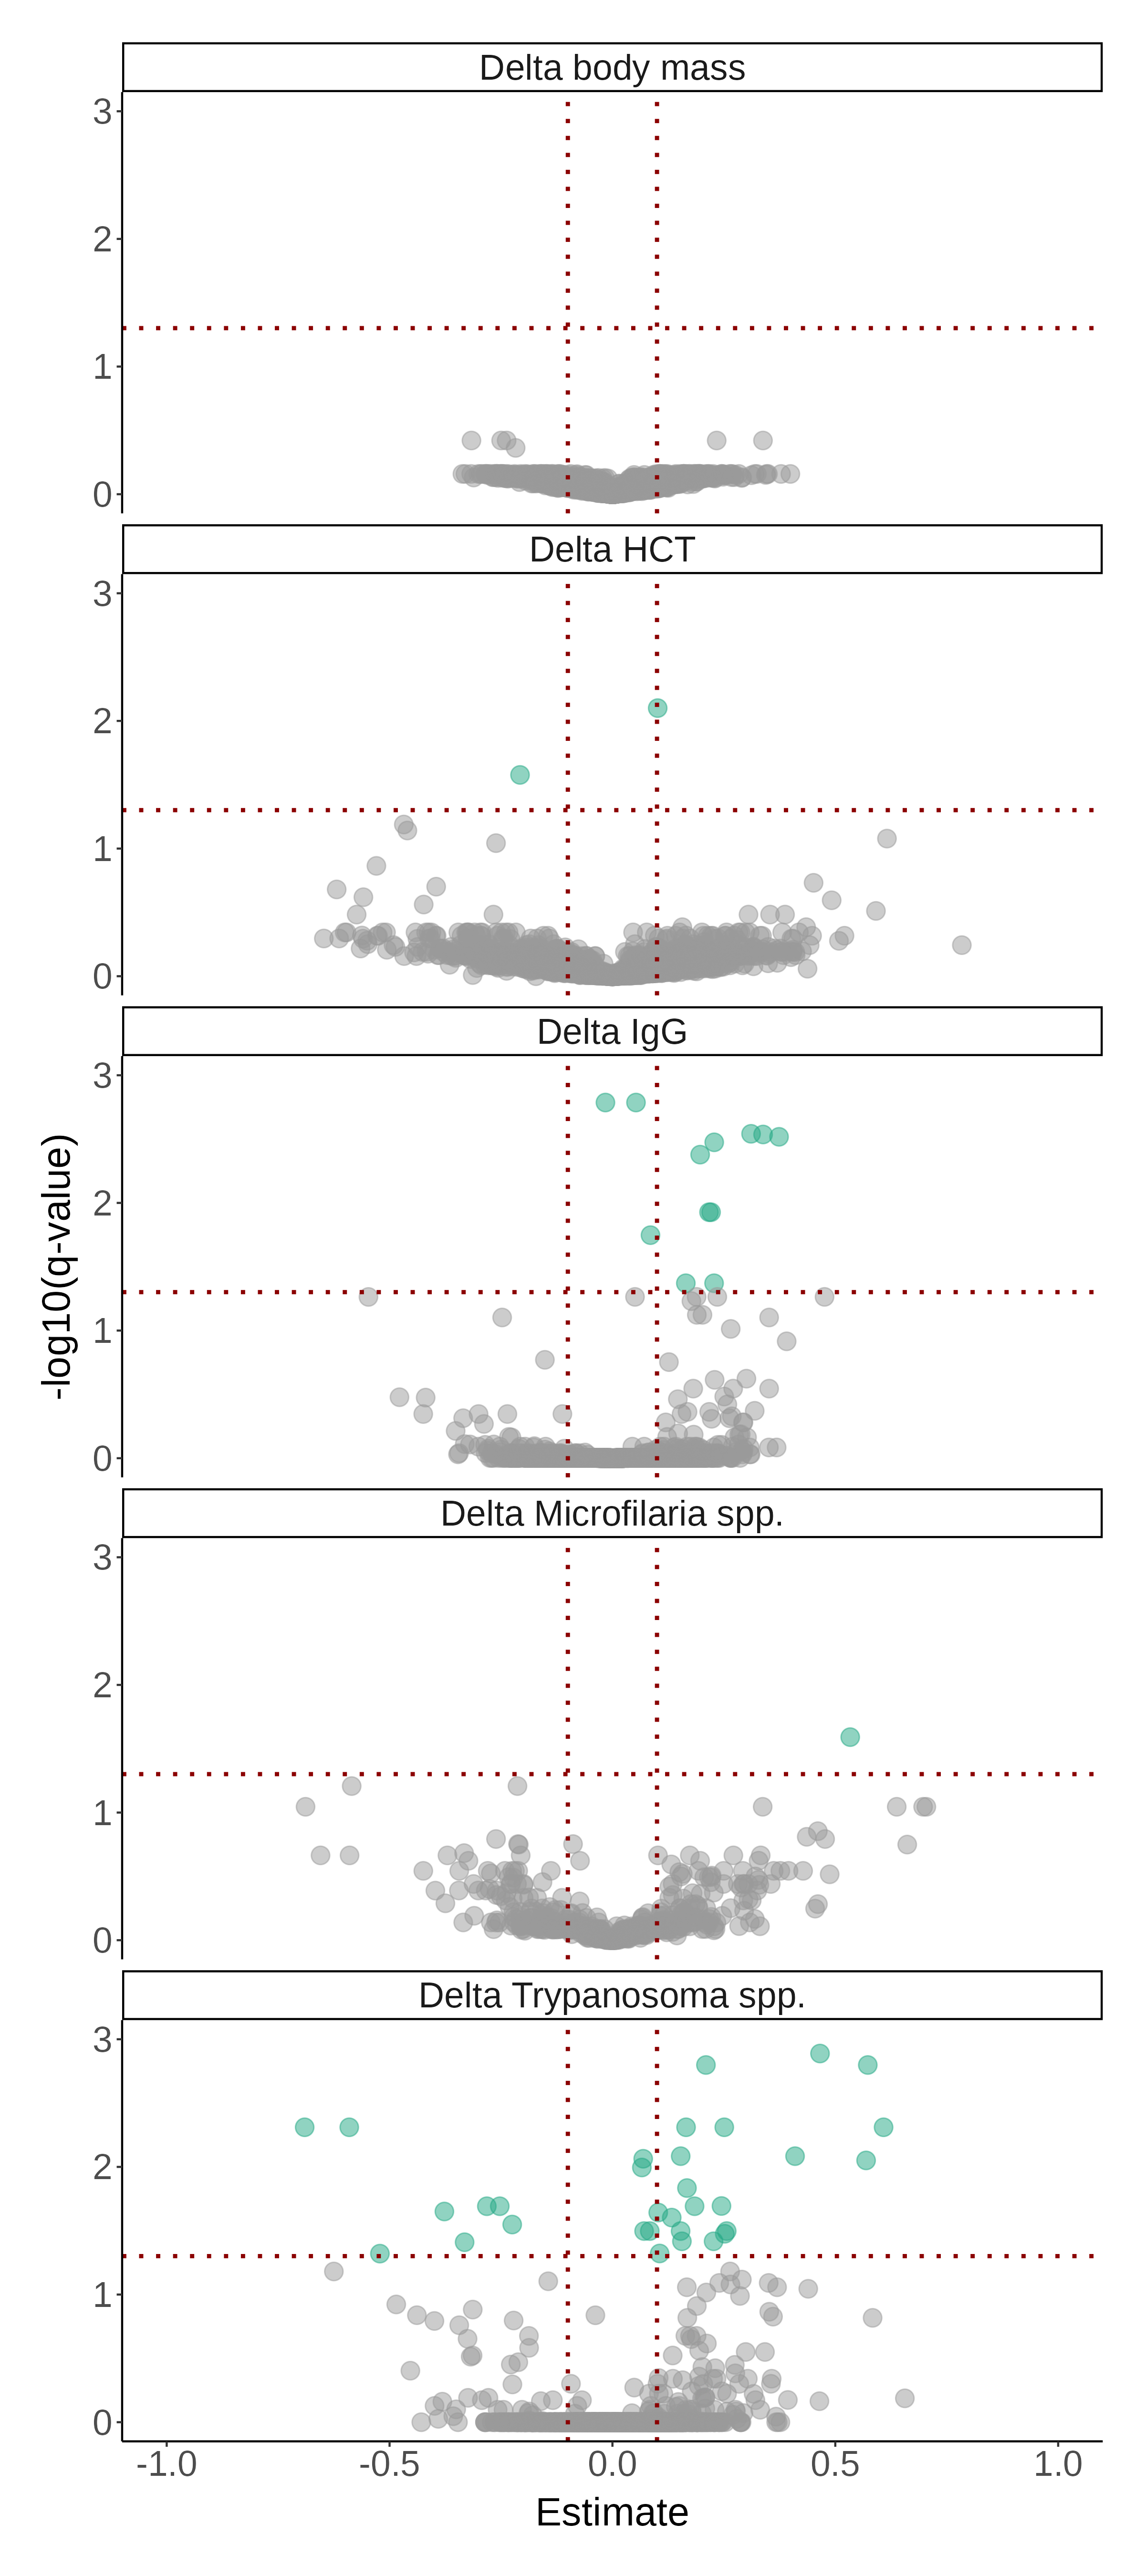 Delta body mass
3
2
1
0
Delta HCT
3
2
1
0
Delta IgG
3
2
1
0
-log10(q-value)
Delta Microfilaria spp.
3
2
1
0
Delta Trypanosoma spp.
3
2
1
0
-1.0 -0.5 0.0 0.5 1.0
Estimate